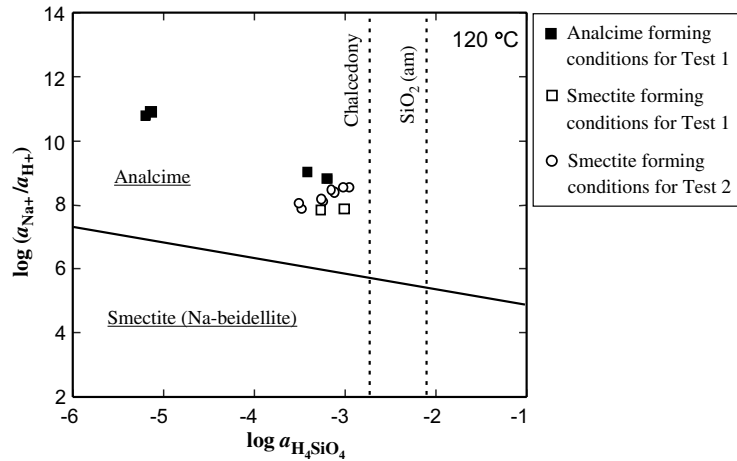 14
12
10
8
6
4
2
-6
-5
-4
-3
-2
-1
log (aNa+ /aH+)
log aH4SiO4
120 °C
Chalcedony
SiO2 (am)
Analcime
Smectite (Na-beidellite)
Analcime forming
conditions for Test 1
Smectite forming
conditions for Test 1
Smectite forming
conditions for Test 2